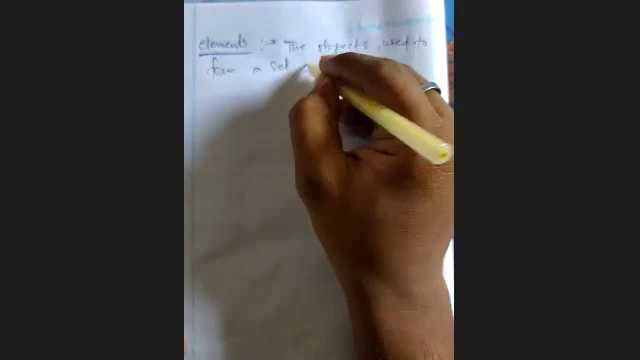 elements :- The objects, used to
form a set